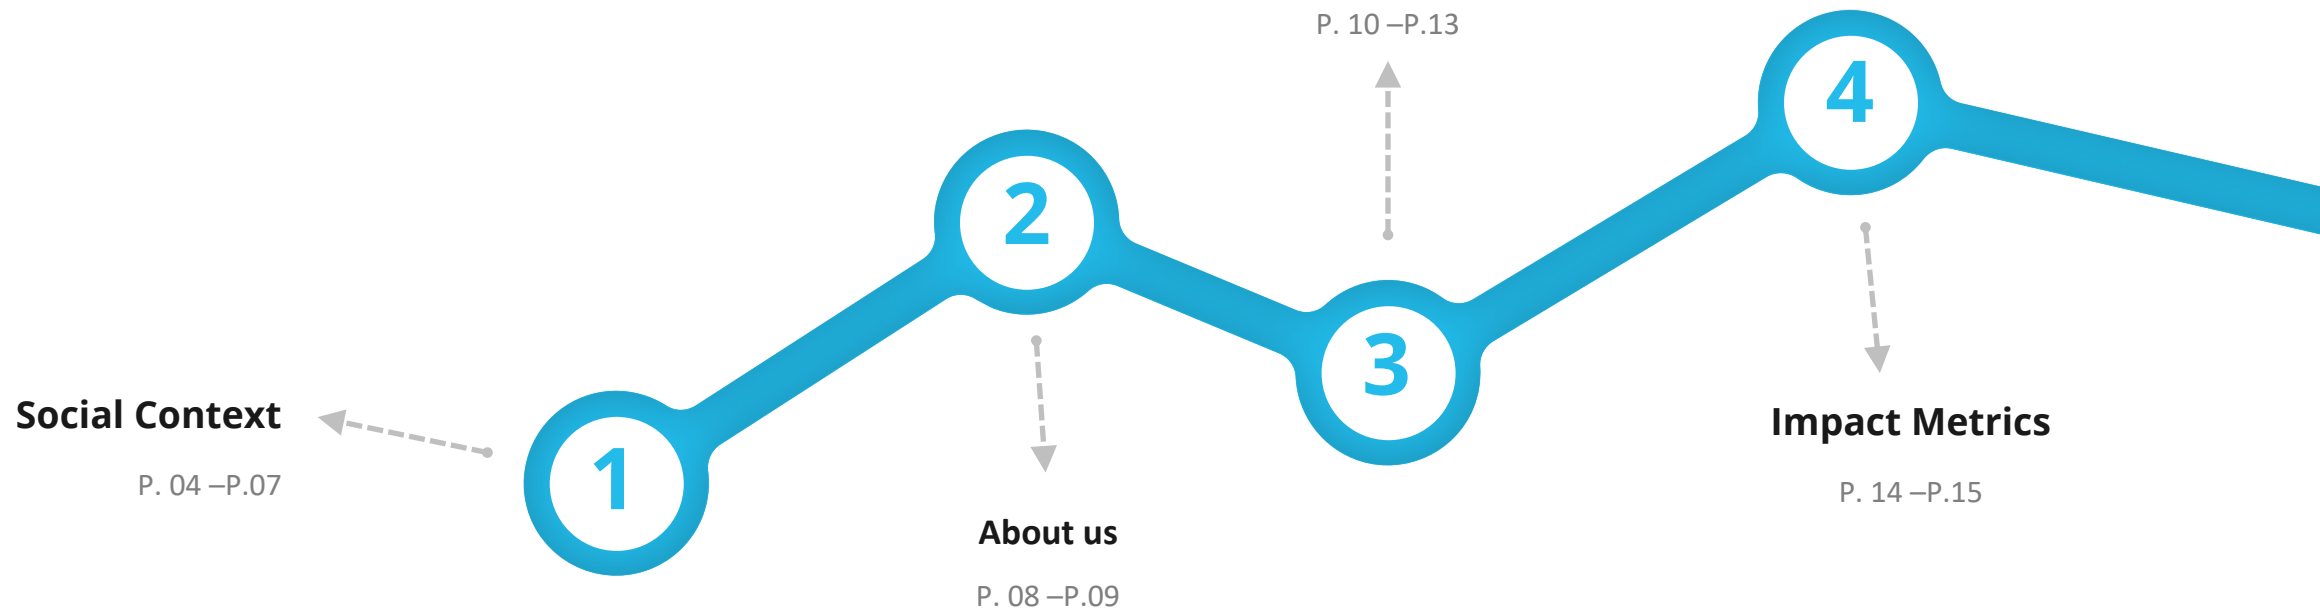 P. 10 –P.13
4
2
3
Social Context
P. 04 –P.07
1
Impact Metrics
P. 14 –P.15
About us
P. 08 –P.09